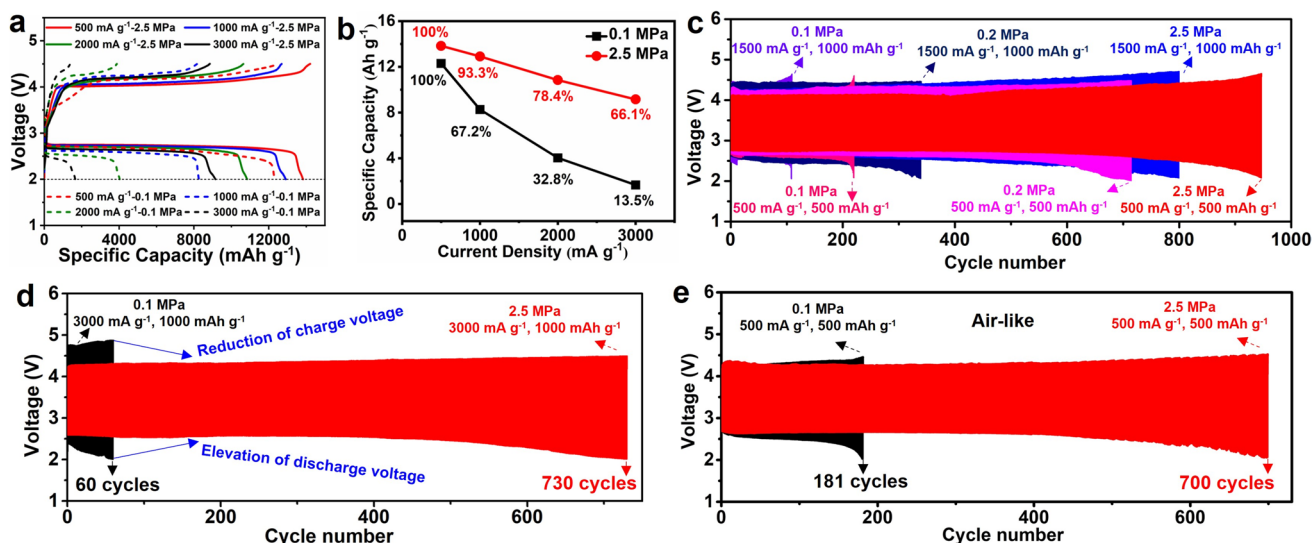 a
500 mA g⁻¹-2.5 MPa
1000 mA g⁻¹-2.5 MPa
2000 mA g⁻¹-2.5 MPa
3000 mA g⁻¹-2.5 MPa
5
4
3
2
1
Voltage (V)
500 mA g⁻¹-0.1 MPa
1000 mA g⁻¹-0.1 MPa
2000 mA g⁻¹-0.1 MPa
3000 mA g⁻¹-0.1 MPa
0 4000 8000 12000
Specific Capacity (mAh g⁻¹)
b
16
12
8
4
0
Specific Capacity (Ah g⁻¹)
0.1 MPa
2.5 MPa
100%
93.3%
78.4%
66.1%
100%
67.2%
32.8%
13.5%
0 1000 2000 3000
Current Density (mA g⁻¹)
c
6
5
4
3
2
1
Voltage (V)
0.1 MPa
1500 mA g⁻¹, 1000 mAh g⁻¹
0.2 MPa
1500 mA g⁻¹, 1000 mAh g⁻¹
2.5 MPa
1500 mA g⁻¹, 1000 mAh g⁻¹
0.1 MPa
500 mA g⁻¹, 500 mAh g⁻¹
0.2 MPa
500 mA g⁻¹, 500 mAh g⁻¹
2.5 MPa
500 mA g⁻¹, 500 mAh g⁻¹
0 200 400 600 800 1000
Cycle number
d
6
5
4
3
2
1
Voltage (V)
0.1 MPa
3000 mA g⁻¹, 1000 mAh g⁻¹
Reduction of charge voltage
2.5 MPa
3000 mA g⁻¹, 1000 mAh g⁻¹
Elevation of discharge voltage
60 cycles
730 cycles
0 200 400 600
Cycle number
e
6
5
4
3
2
1
Voltage (V)
0.1 MPa
500 mA g⁻¹, 500 mAh g⁻¹
Air-like
2.5 MPa
500 mA g⁻¹, 500 mAh g⁻¹
181 cycles
700 cycles
0 200 400 600
Cycle number